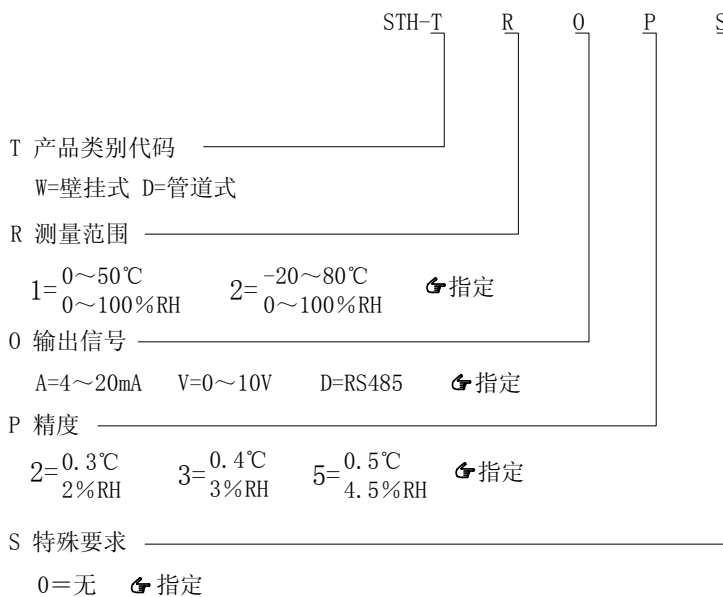 STH-T R O P S
T 产品类别代码
W=壁挂式 D=管道式
R 测量范围
1=0～50℃ 0～100%RH 2=-20～80℃ 0～100%RH ☞指定
O 输出信号
A=4～20mA V=0～10V D=RS485 ☞指定
P 精度
2=0.3℃ 2%RH 3=0.4℃ 3%RH 5=0.5℃ 4.5%RH ☞指定
S 特殊要求
0＝无 ☞指定